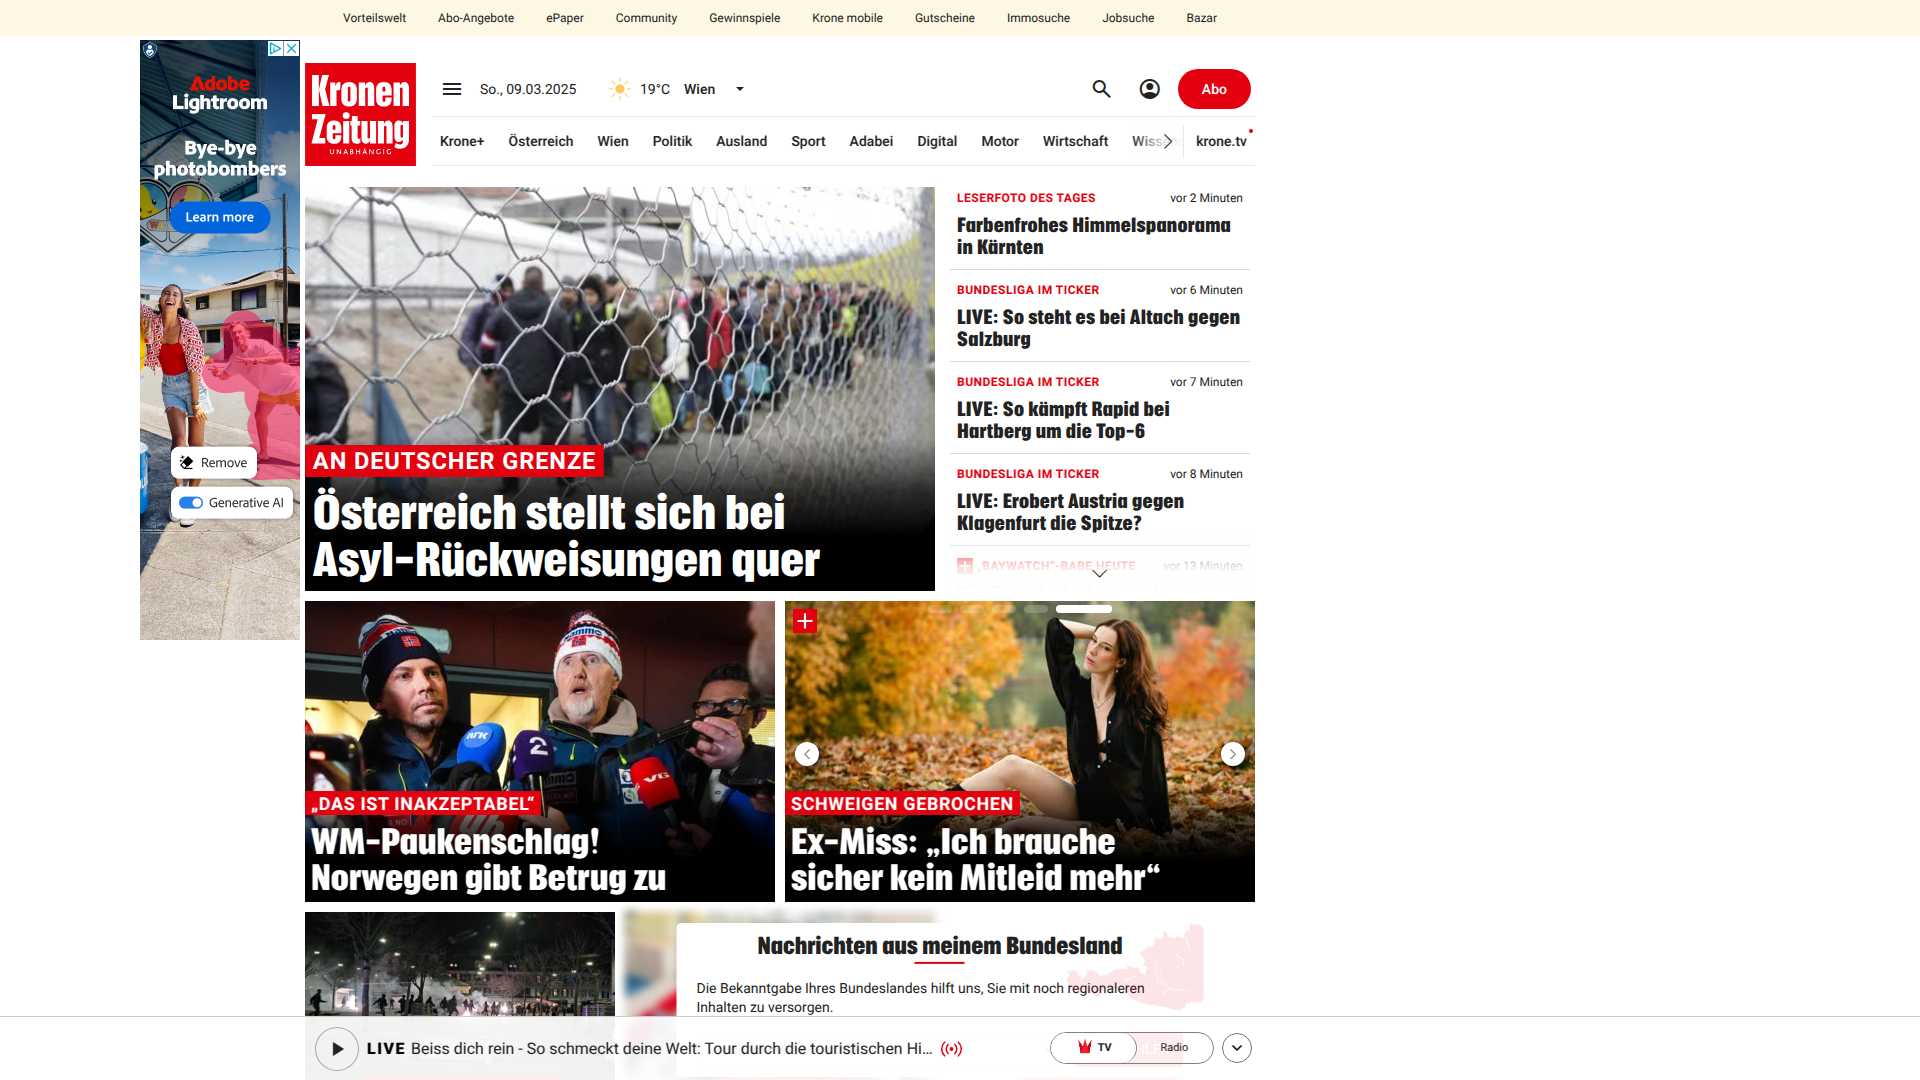 Vorteilswelt Abo-Angebote ePaper Community Gewinnspiele Krone mobile Gutscheine Immosuche Jobsuche Bazar
Adobe
Lightroom
Bye-bye
photobombers
Learn more
Remove
Generative AI
Kronen
Zeitung
UNABHÄNGIG
So., 09.03.2025 19°C Wien
Abo
Krone+ Österreich Wien Politik Ausland Sport Adabei Digital Motor Wirtschaft krone.tv
AN DEUTSCHER GRENZE
Österreich stellt sich bei
Asyl-Rückweisungen quer
LESERFOTO DES TAGES vor 2 Minuten
Farbenfrohes Himmelspanorama
in Kärnten
BUNDESLIGA IM TICKER vor 6 Minuten
LIVE: So steht es bei Altach gegen
Salzburg
BUNDESLIGA IM TICKER vor 7 Minuten
LIVE: So kämpft Rapid bei
Hartberg um die Top-6
BUNDESLIGA IM TICKER vor 8 Minuten
LIVE: Erobert Austria gegen
Klagenfurt die Spitze?
„BAYWATCH“-BABE HEUTE vor 13 Minuten
nrk
2
VG
„DAS IST INAKZEPTABEL“
WM-Paukenschlag!
Norwegen gibt Betrug zu
SCHWEIGEN GEBROCHEN
Ex-Miss: „Ich brauche
sicher kein Mitleid mehr“
Nachrichten aus meinem Bundesland
Die Bekanntgabe Ihres Bundeslandes hilft uns, Sie mit noch regionaleren
Inhalten zu versorgen.
LIVE Beiss dich rein - So schmeckt deine Welt: Tour durch die touristischen Hi...
TV Radio